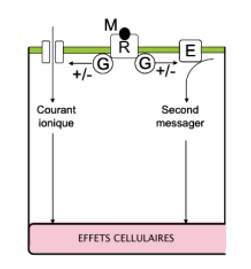 M
R
E
G
G
+/-
+/-
Courant
ionique
Second
messager
EFFETS CELLULAIRES